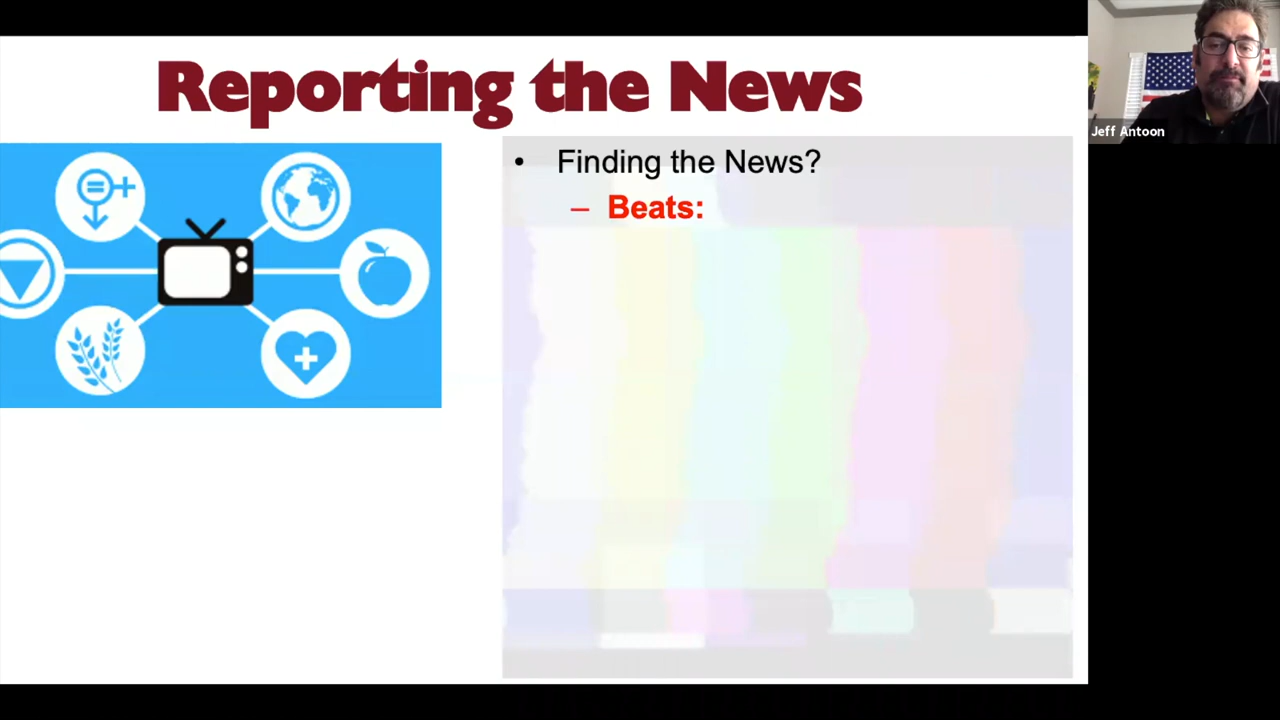 Reporting the News
• Finding the News?
– Beats:
Jeff Antoon